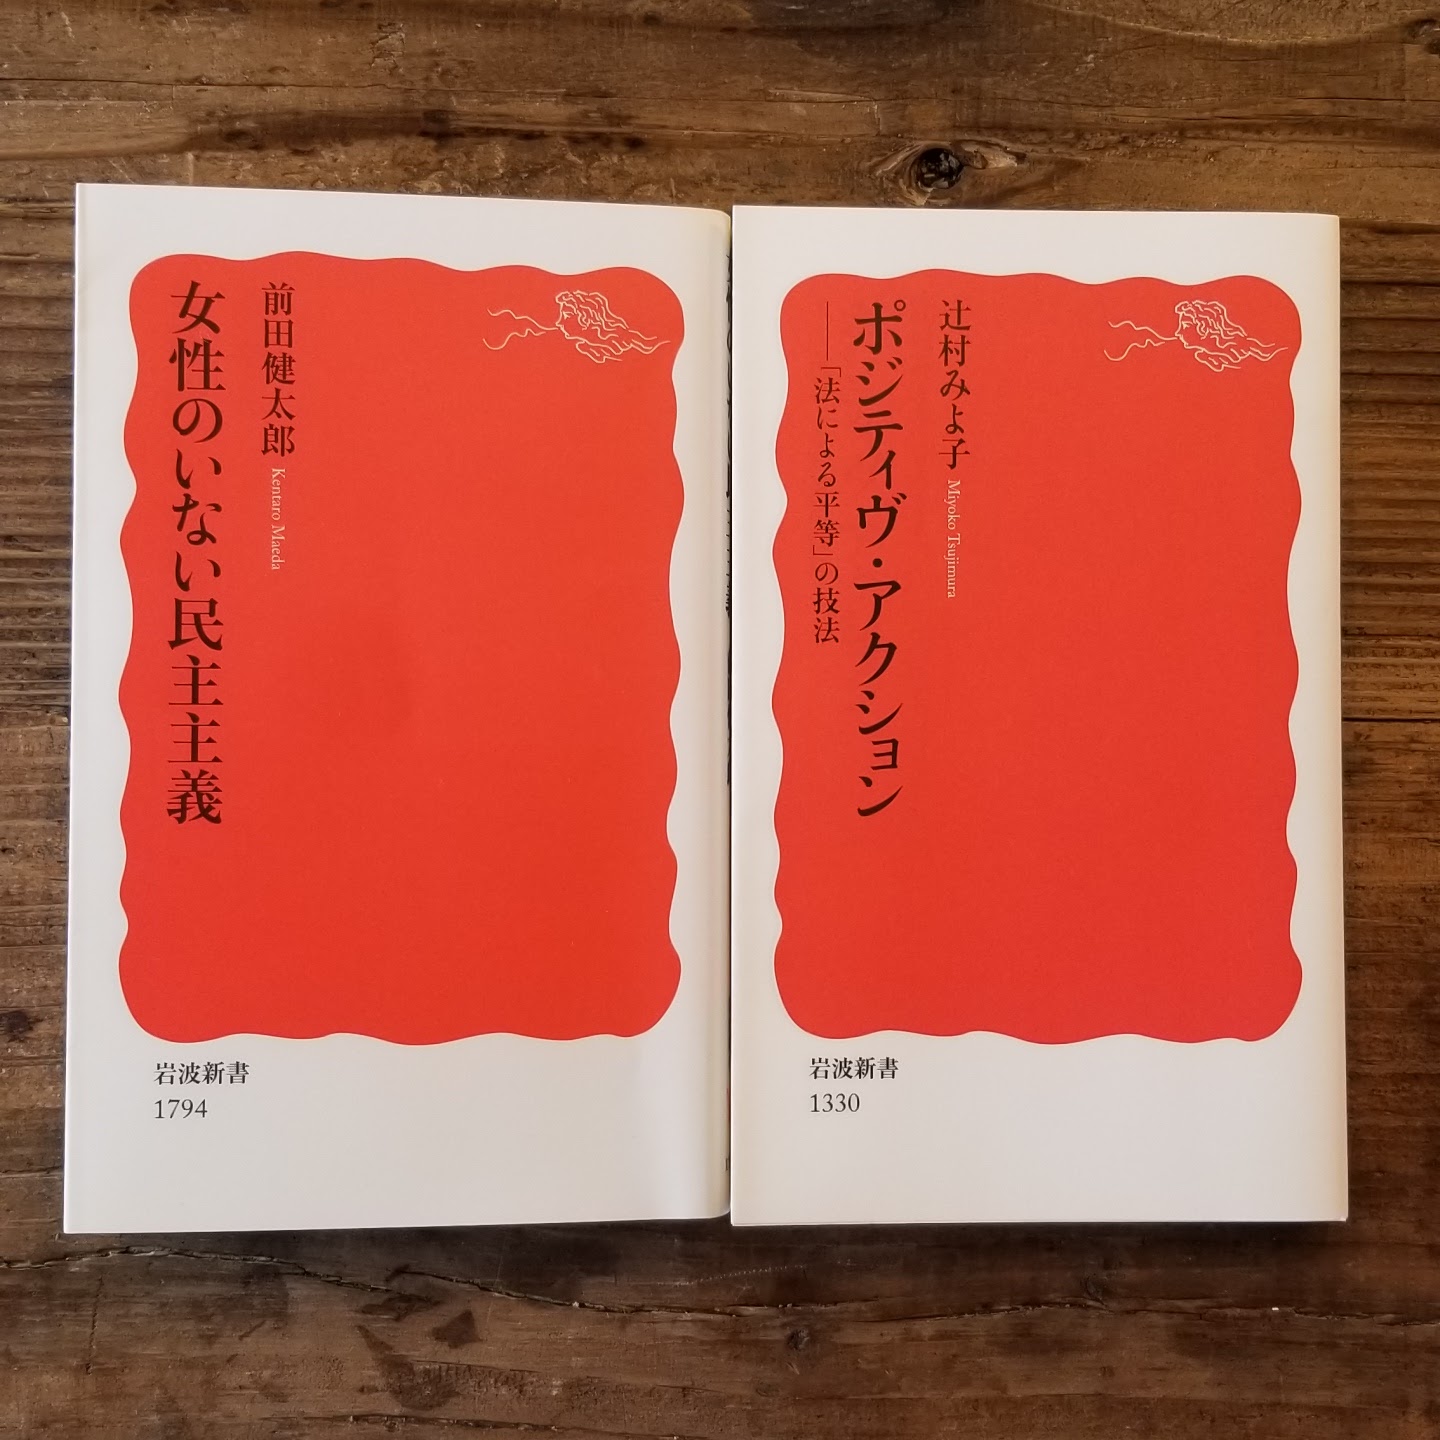 前田健太郎 Kentaro Maeda
女性のいない民主主義
岩波新書
1794
辻村みよ子 Miyoko Tsujimura
ポジティヴ・アクション
──「法による平等」の技法
岩波新書
1330